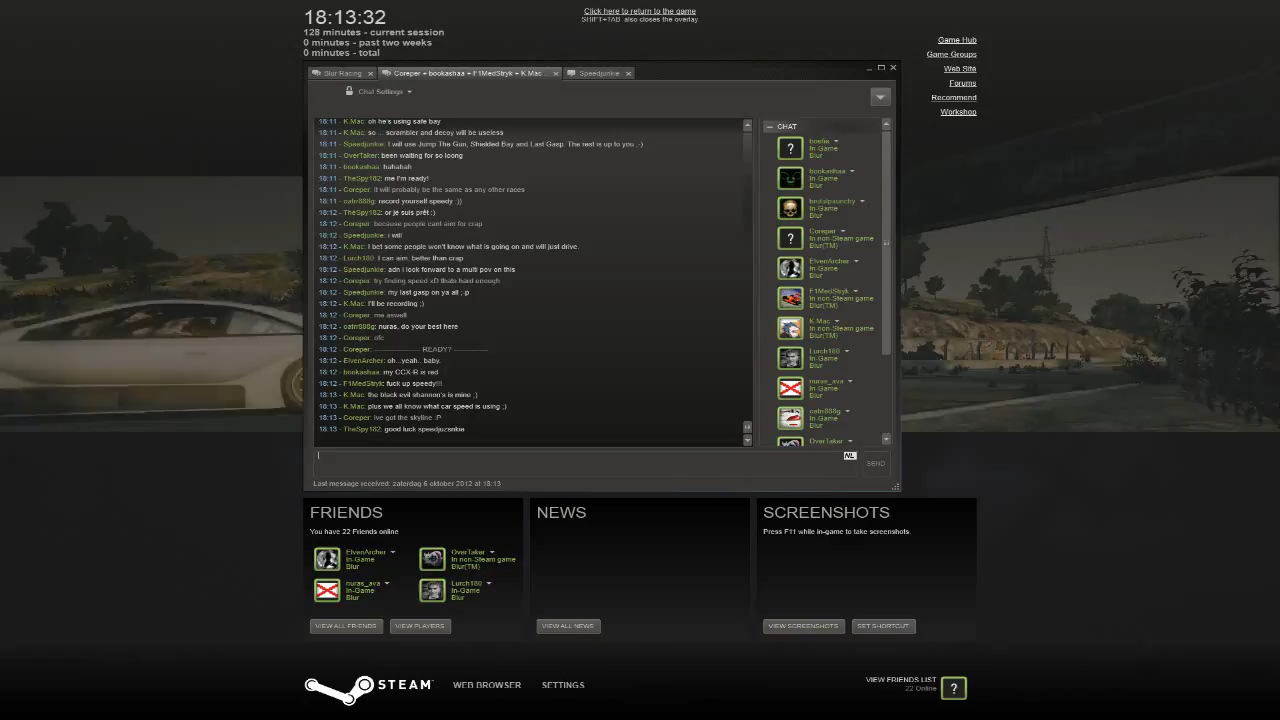 18:13:32
128 minutes - current session
0 minutes - past two weeks
0 minutes - total
Click here to return to the game
SHIFT+TAB also closes the overlay
Game Hub
Game Groups
Web Site
Forums
Recommend
Workshop
Blur Racing
Coreper + bookashaa + F1MedStryk + K.Mac ...
Speedjunkie
Chat Settings
18:11 - K.Mac: oh he's using safe bay
18:11 - K.Mac: so ... scrambler and decoy will be useless
18:11 - Speedjunkie: I will use Jump The Gun, Shielded Bay and Last Gasp. The rest is up to you ,-)
18:11 - OverTaker: been waiting for so loong
18:11 - bookashaa: hahahah
18:11 - TheSpy182: me I'm ready!
18:11 - Coreper: it will probably be the same as any other races
18:11 - oatrr888g: record yourself speedy :))
18:12 - TheSpy182: or je suis prêt :)
18:12 - Coreper: because people cant aim for crap
18:12 - Speedjunkie: i will
18:12 - K.Mac: I bet some people won't know what is going on and will just drive.
18:12 - Lurch180: I can aim, better than crap
18:12 - Speedjunkie: adn i look forward to a multi pov on this
18:12 - Coreper: try finding speed xD thats hard enough
18:12 - Speedjunkie: my last gasp on ya all ;-p
18:12 - K.Mac: I'll be recording ;)
18:12 - Coreper: me aswell
18:12 - oatrr888g: nuras, do your best here
18:12 - Coreper: ofc
18:12 - Coreper: ---------------- READY? ------------
18:12 - ElvenArcher: oh...yeah.. baby.
18:12 - bookashaa: my CCX-R is red
18:12 - F1MedStryk: fuck up speedy!!!
18:13 - K.Mac: the black evil shannon's is mine ;)
18:13 - K.Mac: plus we all know what car speed is using ;)
18:13 - Coreper: ive got the skyline :P
18:13 - TheSpy182: good luck speedjuzsnkie
CHAT
boefie
In-Game
Blur
bookashaa
In-Game
Blur
brutalpaunchy
In-Game
Blur
Coreper
In non-Steam game
Blur(TM)
ElvenArcher
In-Game
Blur
F1MedStryk
In non-Steam game
Blur(TM)
K.Mac
In non-Steam game
Blur(TM)
Lurch180
In-Game
Blur
nuras_ava
In-Game
Blur
oatrr888g
In-Game
Blur
OverTaker
NL
SEND
Last message received: zaterdag 6 oktober 2012 at 18:13
FRIENDS
You have 22 Friends online
ElvenArcher
In-Game
Blur
OverTaker
In non-Steam game
Blur(TM)
nuras_ava
In-Game
Blur
Lurch180
In-Game
Blur
VIEW ALL FRIENDS
VIEW PLAYERS
NEWS
VIEW ALL NEWS
SCREENSHOTS
Press F11 while in-game to take screenshots.
VIEW SCREENSHOTS
SET SHORTCUT
STEAM
WEB BROWSER
SETTINGS
VIEW FRIENDS LIST
22 Online